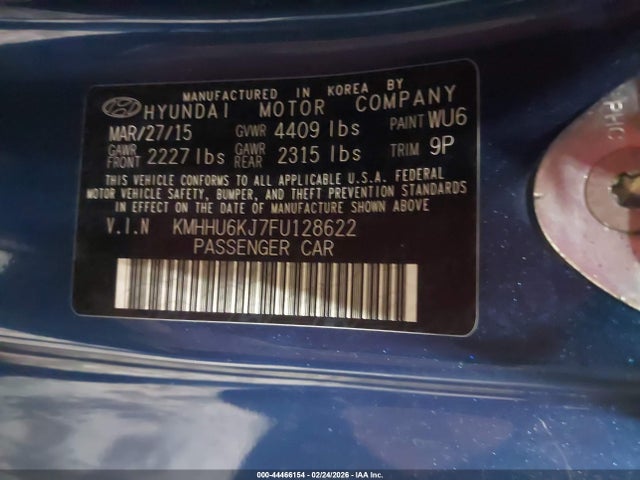 MANUFACTURED IN KOREA BY
HYUNDAI MOTOR COMPANY
MAR/27/15 GVWR 4409 lbs PAINT WU6
GAWR FRONT 2227 lbs GAWR REAR 2315 lbs TRIM 9P
THIS VEHICLE CONFORMS TO ALL APPLICABLE U.S.A. FEDERAL
MOTOR VEHICLE SAFETY, BUMPER, AND THEFT PREVENTION STANDARDS
IN EFFECT ON THE DATE OF MANUFACTURE SHOWN ABOVE.
V.I.N KMHHU6KJ7FU128622
PASSENGER CAR
PHC
000-44466154 - 02/24/2026 - IAA Inc.